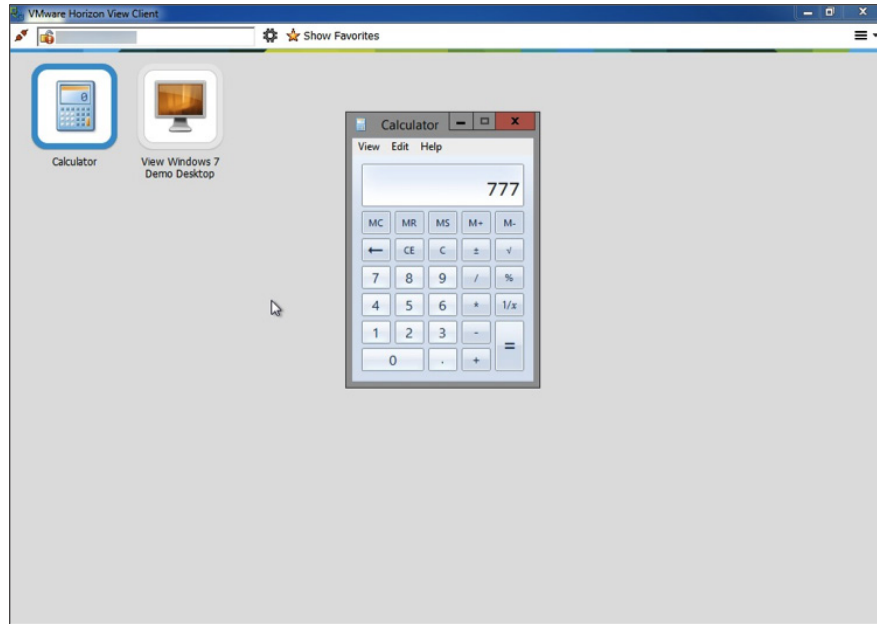 VMware Horizon View Client
Show Favorites
Calculator
View Windows 7
Demo Desktop
Calculator
View Edit Help
777
MC MR MS M+ M-
← CE C ± √
7 8 9 / %
4 5 6 * 1/x
1 2 3 - =
0 . +